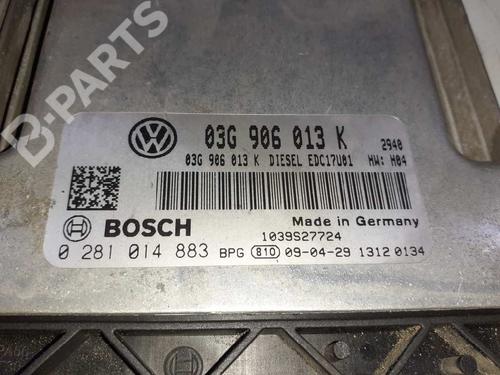 B-PARTS
03G 906 013 K
2940
03G 906 013 K DIESEL EDC17U01 HW: H04
BOSCH
Made in Germany
1039S27724
0 281 014 883 BPG 810 09-04-29 1312 0134